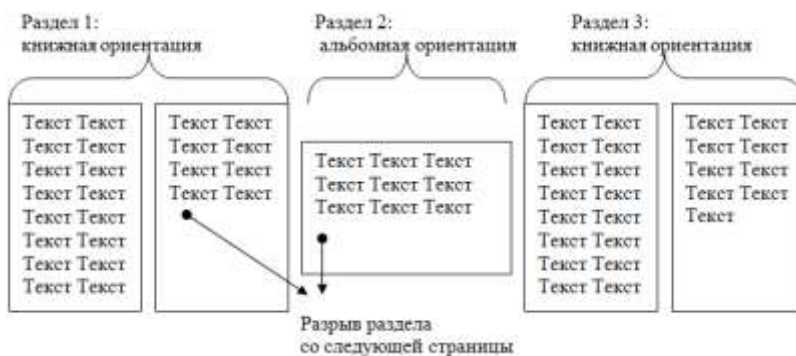 Раздел 1:
книжная ориентация
Раздел 2:
альбомная ориентация
Раздел 3:
книжная ориентация
Текст Текст
Текст Текст
Текст Текст
Текст Текст
Текст Текст
Текст Текст
Текст Текст
Текст Текст
Текст Текст
Текст Текст
Текст Текст
Текст Текст
Текст Текст Текст
Текст Текст Текст
Текст Текст Текст
Текст Текст
Текст Текст
Текст Текст
Текст Текст
Текст Текст
Текст Текст
Текст Текст
Текст Текст
Текст Текст
Текст Текст
Текст Текст
Текст Текст
Текст
Разрыв раздела
со следующей страницы